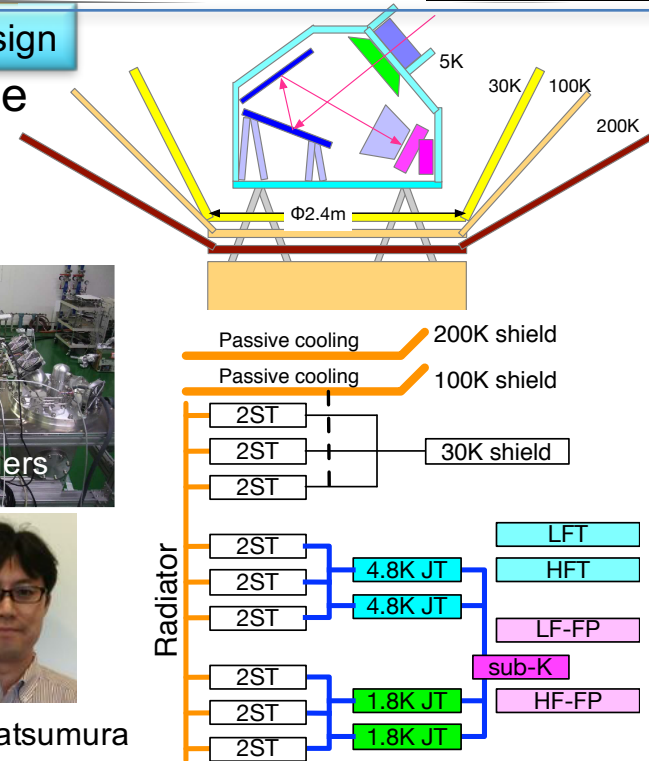 sign
e
5K
30K
100K
200K
Φ2.4m
ers
atsumura
Passive cooling
200K shield
Passive cooling
100K shield
2ST
2ST
30K shield
2ST
Radiator
2ST
LFT
2ST
4.8K JT
HFT
2ST
4.8K JT
LF-FP
sub-K
2ST
2ST
1.8K JT
HF-FP
2ST
1.8K JT